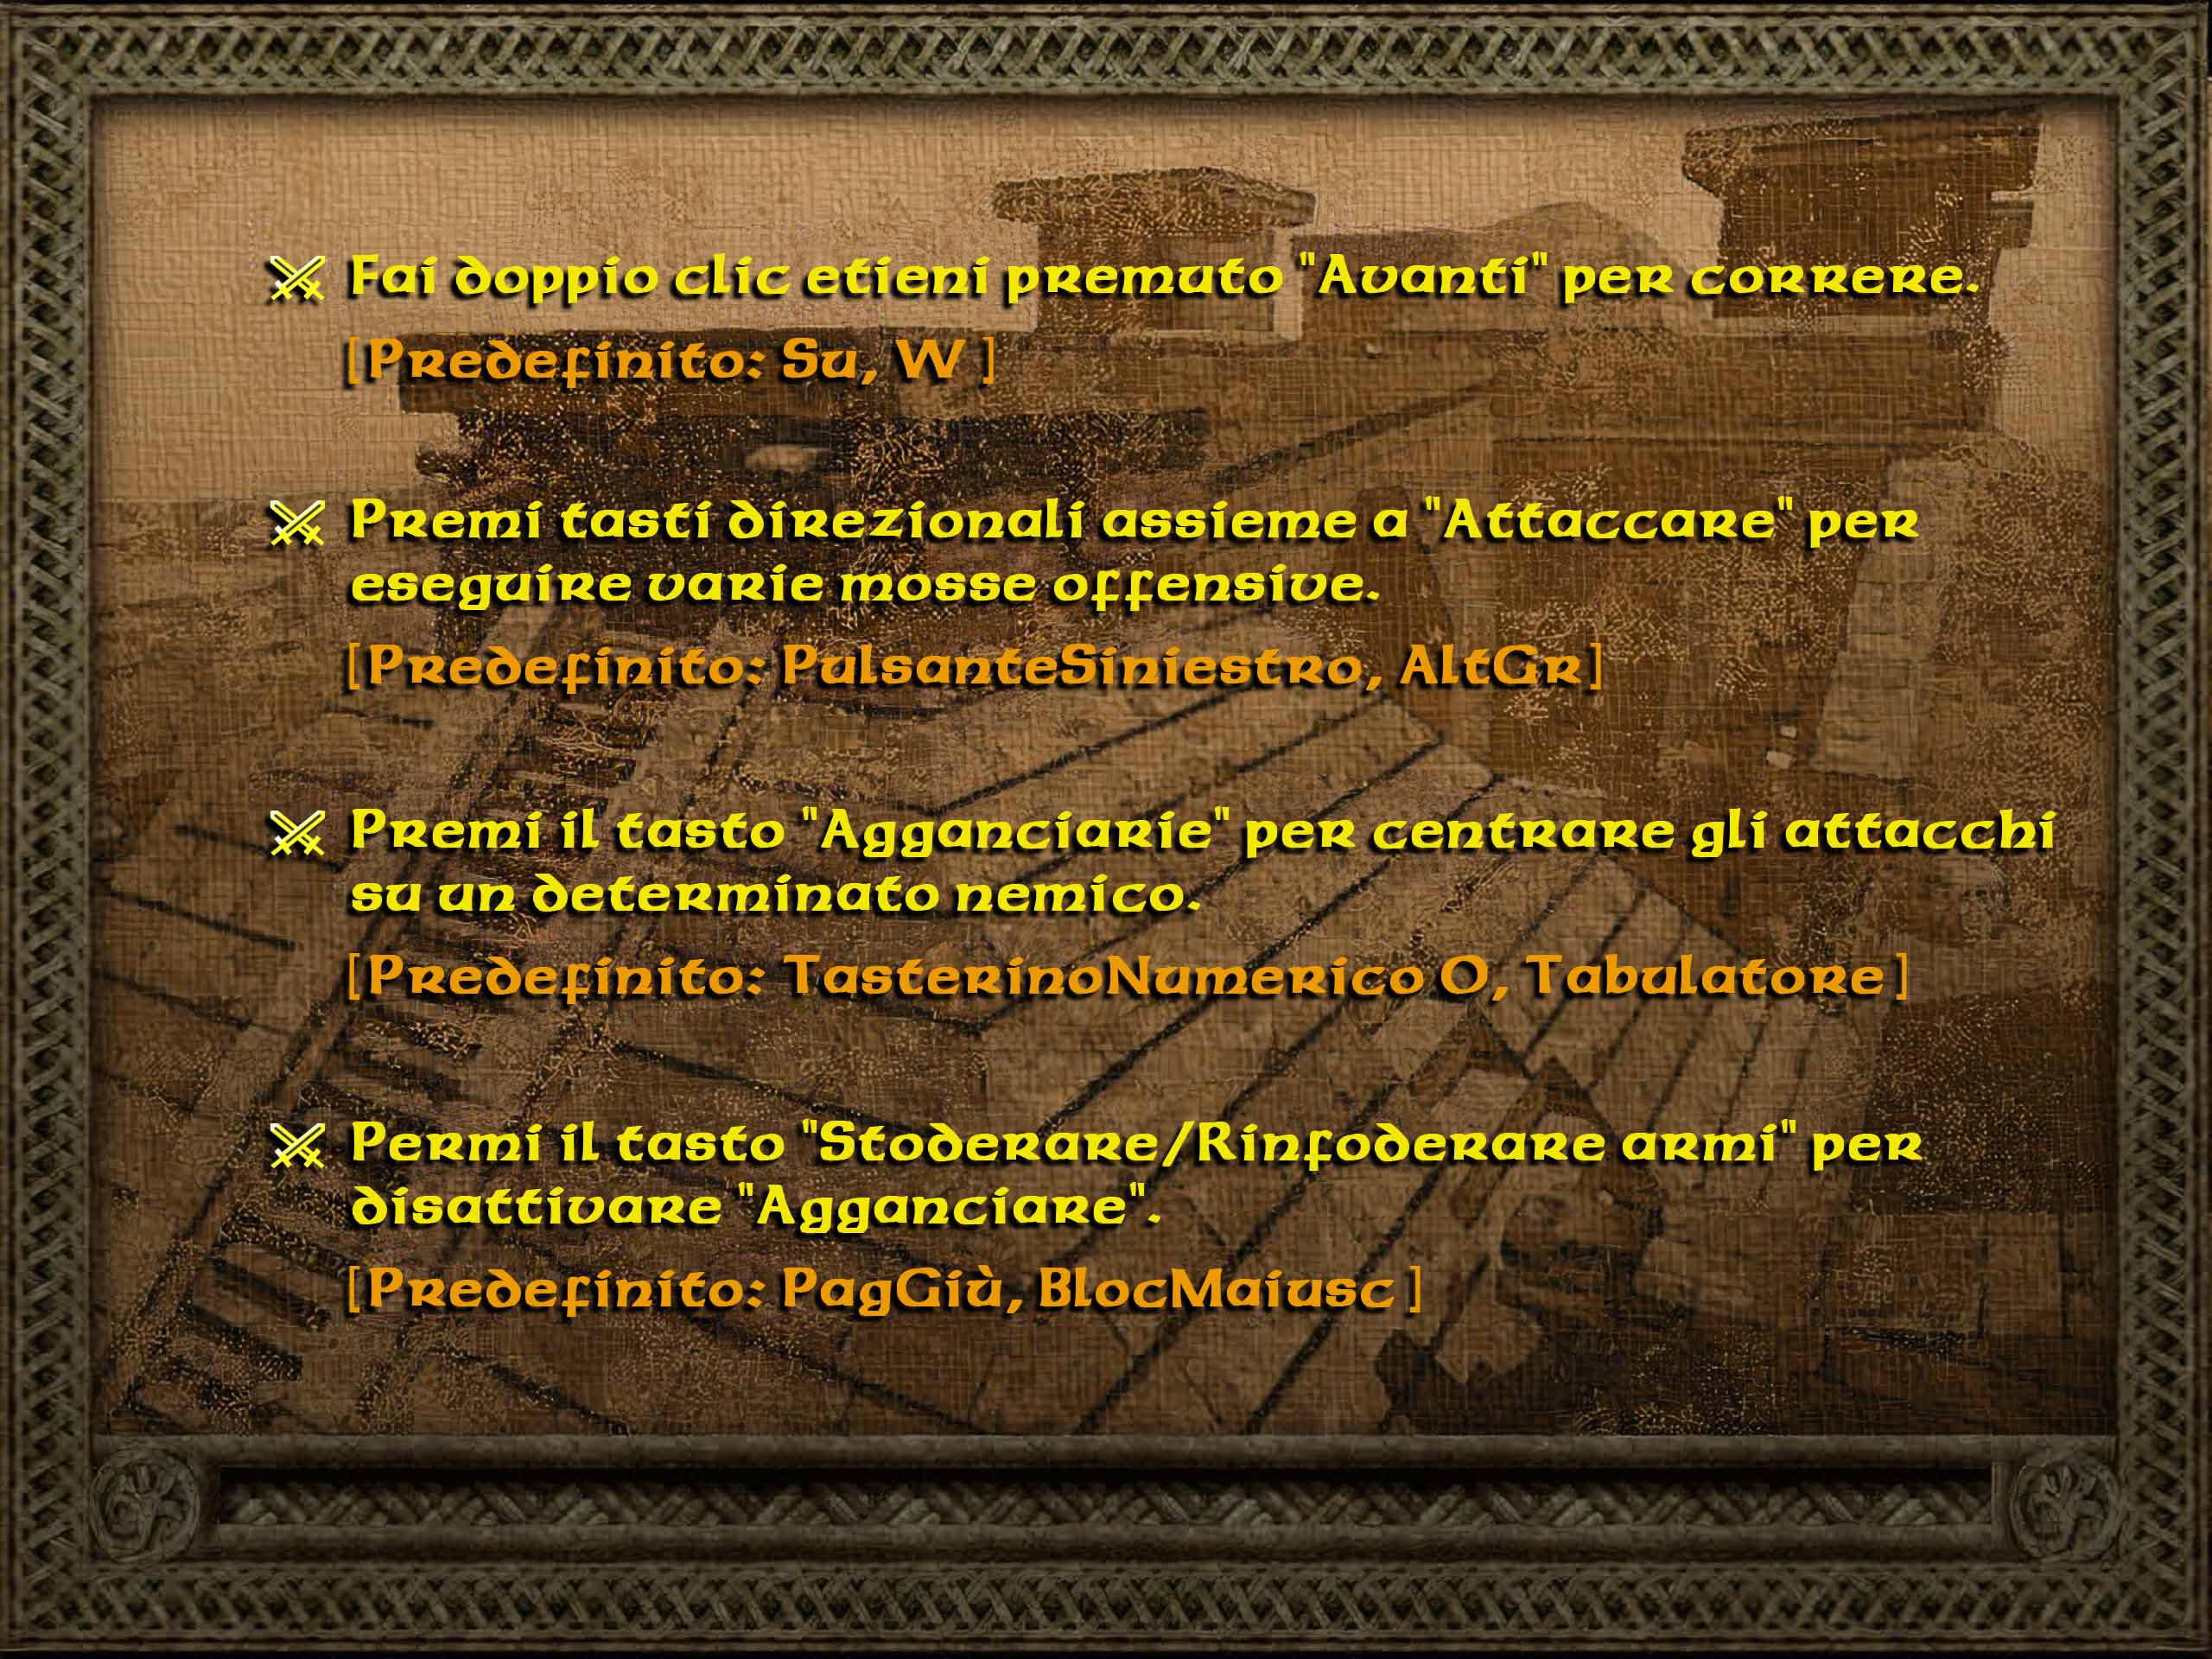 Fai doppio clic etieni premuto "Avanti" per correre.
[Predefinito: Su, W ]
Premi tasti direzionali assieme a "Attaccare" per
eseguire varie mosse offensive.
[Predefinito: PulsanteSiniestro, AltGr]
Premi il tasto "Agganciarie" per centrare gli attacchi
su un determinato nemico.
[Predefinito: TasterinoNumerico 0, Tabulatore]
Permi il tasto "Stoderare/Rinfoderare armi" per
disattivare "Agganciare".
[Predefinito: PagGiù, BlocMaiusc ]